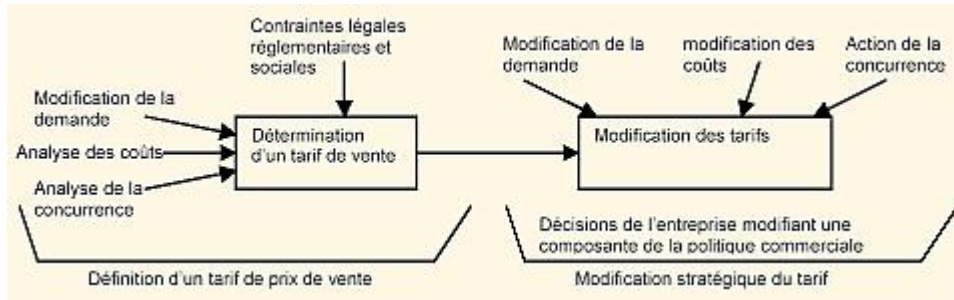 Contraintes légales
réglementaires et
sociales
Modification de la
demande
Analyse des coûts
Analyse de la
concurrence
Détermination
d'un tarif de vente
Définition d'un tarif de prix de vente
Modification de la
demande
modification des
coûts
Action de la
concurrence
Modification des tarifs
Décisions de l'entreprise modifiant une
composante de la politique commerciale
Modification stratégique du tarif